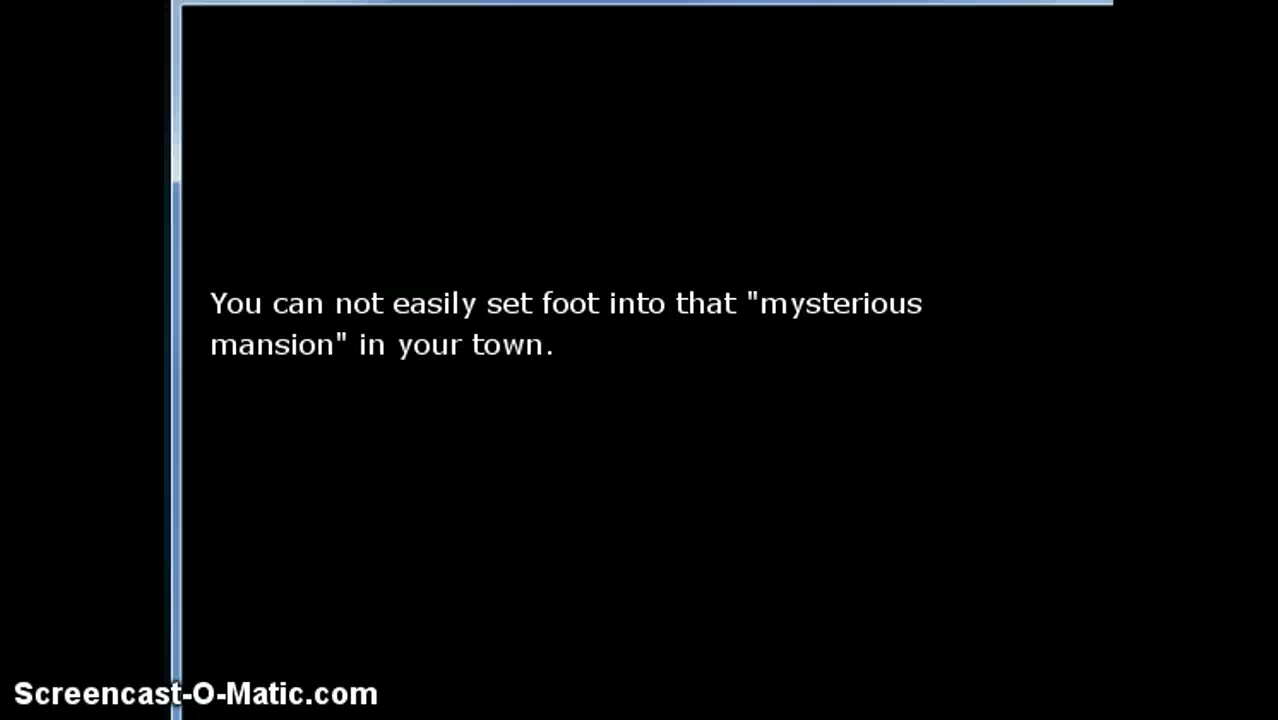 You can not easily set foot into that "mysterious
mansion" in your town.
Screencast-O-Matic.com